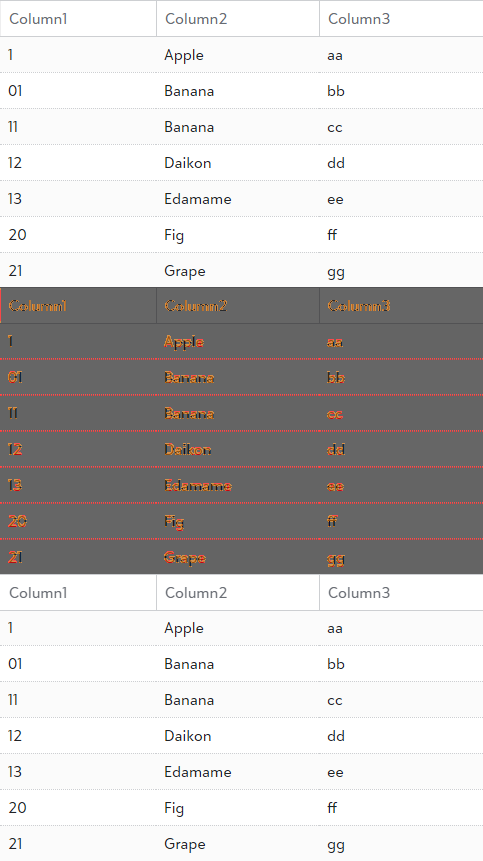 Column1 Column2 Column3
1 Apple aa
01 Banana bb
11 Banana cc
12 Daikon dd
13 Edamame ee
20 Fig ff
21 Grape gg
Column1 Column2 Column3
1 Apple aa
01 Banana bb
11 Banana cc
12 Daikon dd
13 Edamame ee
20 Fig ff
21 Grape gg
Column1 Column2 Column3
1 Apple aa
01 Banana bb
11 Banana cc
12 Daikon dd
13 Edamame ee
20 Fig ff
21 Grape gg